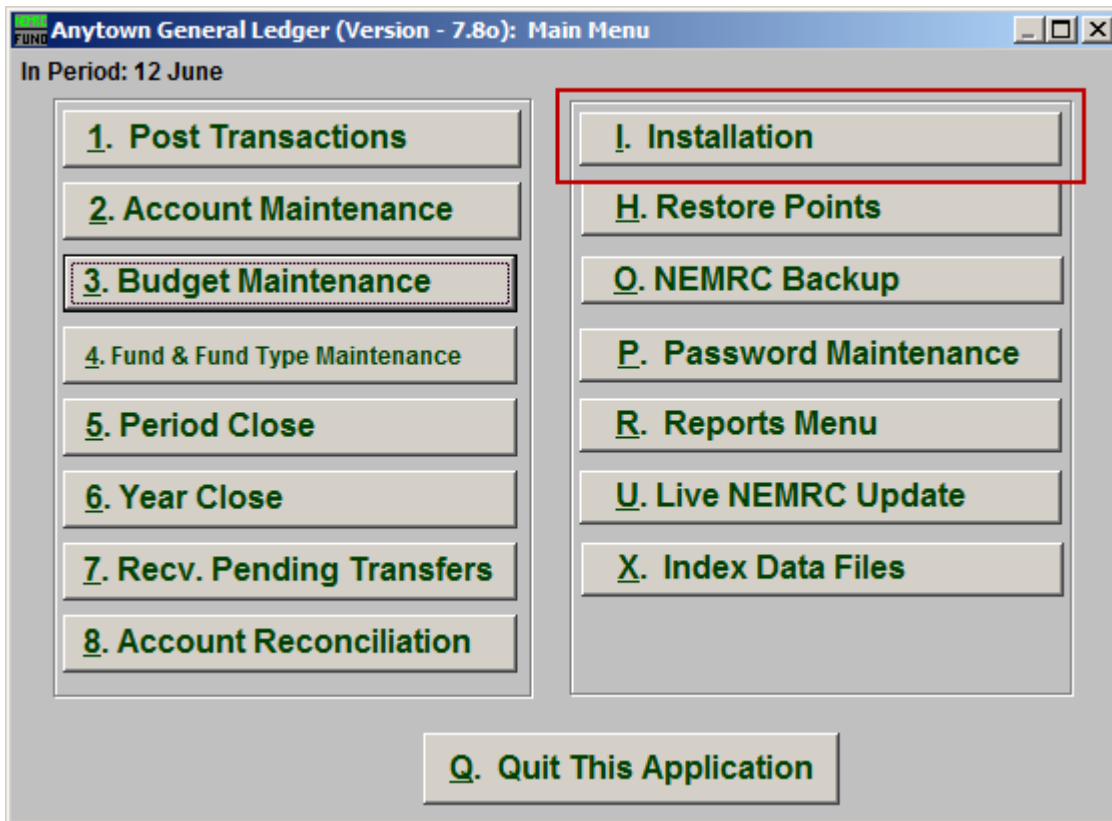 NEMRC
FUND
Anytown General Ledger (Version - 7.8o): Main Menu
In Period: 12 June
1. Post Transactions
2. Account Maintenance
3. Budget Maintenance
4. Fund & Fund Type Maintenance
5. Period Close
6. Year Close
7. Recv. Pending Transfers
8. Account Reconciliation
I. Installation
H. Restore Points
O. NEMRC Backup
P. Password Maintenance
R. Reports Menu
U. Live NEMRC Update
X. Index Data Files
Q. Quit This Application